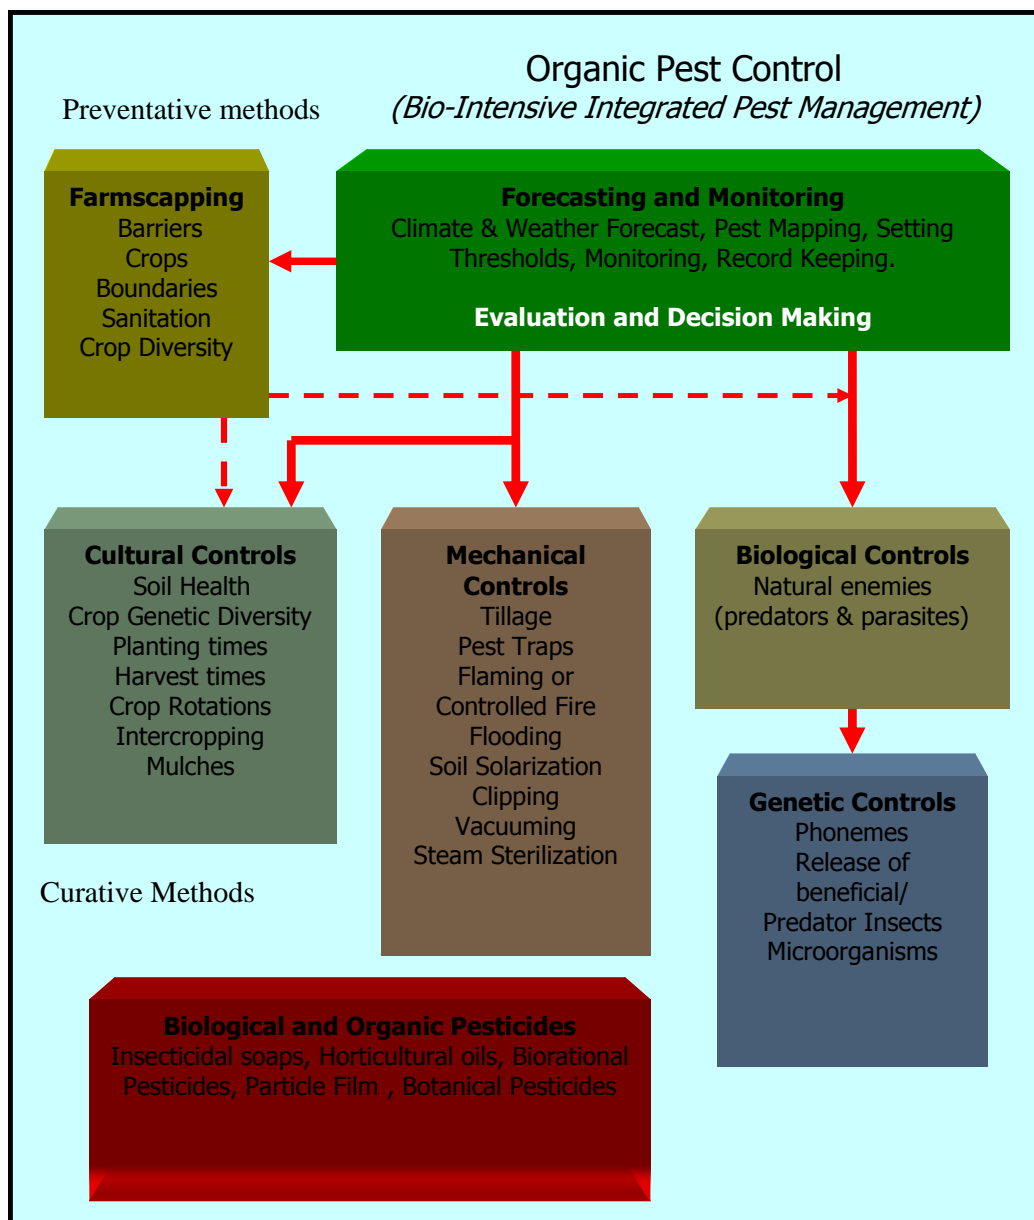 Organic Pest Control
(Bio-Intensive Integrated Pest Management)
Preventative methods
Farmscapping
Barriers
Crops
Boundaries
Sanitation
Crop Diversity
Forecasting and Monitoring
Climate & Weather Forecast, Pest Mapping, Setting
Thresholds, Monitoring, Record Keeping.
Evaluation and Decision Making
Cultural Controls
Soil Health
Crop Genetic Diversity
Planting times
Harvest times
Crop Rotations
Intercropping
Mulches
Mechanical
Controls
Tillage
Pest Traps
Flaming or
Controlled Fire
Flooding
Soil Solarization
Clipping
Vacuuming
Steam Sterilization
Biological Controls
Natural enemies
(predators & parasites)
Genetic Controls
Phonemes
Release of
beneficial/
Predator Insects
Microorganisms
Curative Methods
Biological and Organic Pesticides
Insecticidal soaps, Horticultural oils, Biorational
Pesticides, Particle Film , Botanical Pesticides